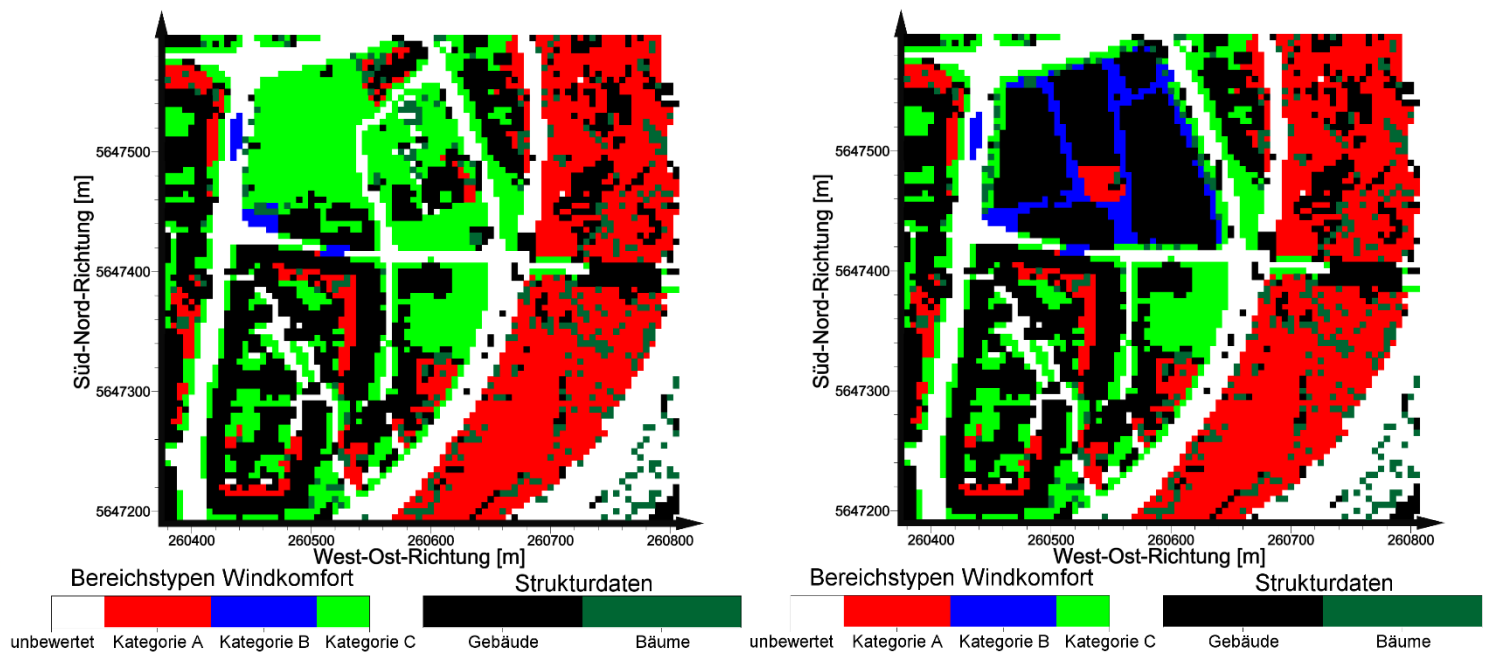 5647500
5647400
5647300
5647200
Süd-Nord-Richtung [m]
260400 260500 260600 260700 260800
West-Ost-Richtung [m]
Bereichstypen Windkomfort
Strukturdaten
unbewertet Kategorie A Kategorie B Kategorie C Gebäude Bäume
5647500
5647400
5647300
5647200
Süd-Nord-Richtung [m]
260400 260500 260600 260700 260800
West-Ost-Richtung [m]
Bereichstypen Windkomfort
Strukturdaten
unbewertet Kategorie A Kategorie B Kategorie C Gebäude Bäume